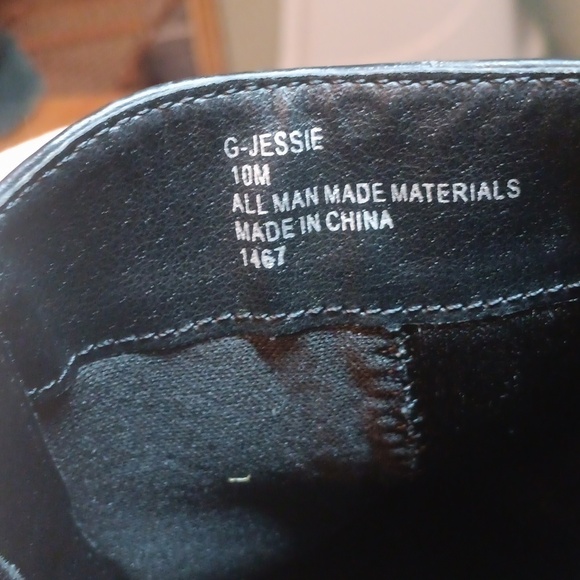 G-JESSIE
10M
ALL MAN MADE MATERIALS
MADE IN CHINA
1467